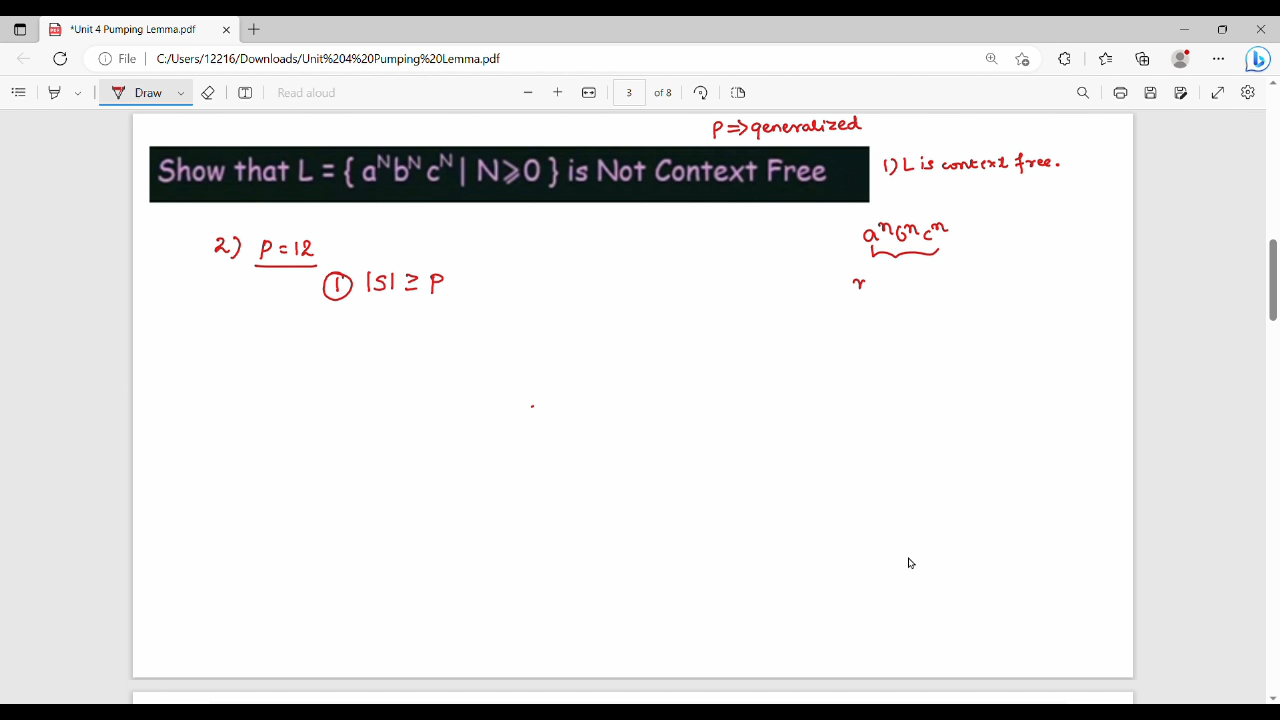 *Unit 4 Pumping Lemma.pdf
File C:/Users/12216/Downloads/Unit%204%20Pumping%20Lemma.pdf
Draw Read aloud 3 of 8
P => generalized
Show that L = { aᴺbᴺcᴺ | N⩾0 } is Not Context Free
1) L is context free.
aⁿbⁿcⁿ
2) P = 12
① |S| ≥ P
n